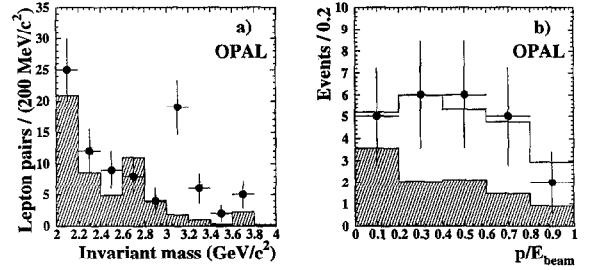 a)
OPAL
Lepton pairs / (200 MeV/c²)
35
30
25
20
15
10
5
0
2 2.2 2.4 2.6 2.8 3 3.2 3.4 3.6 3.8 4
Invariant mass (GeV/c²)
b)
OPAL
Events / 0.2
10
9
8
7
6
5
4
3
2
1
0
0 0.1 0.2 0.3 0.4 0.5 0.6 0.7 0.8 0.9 1
p/E_beam